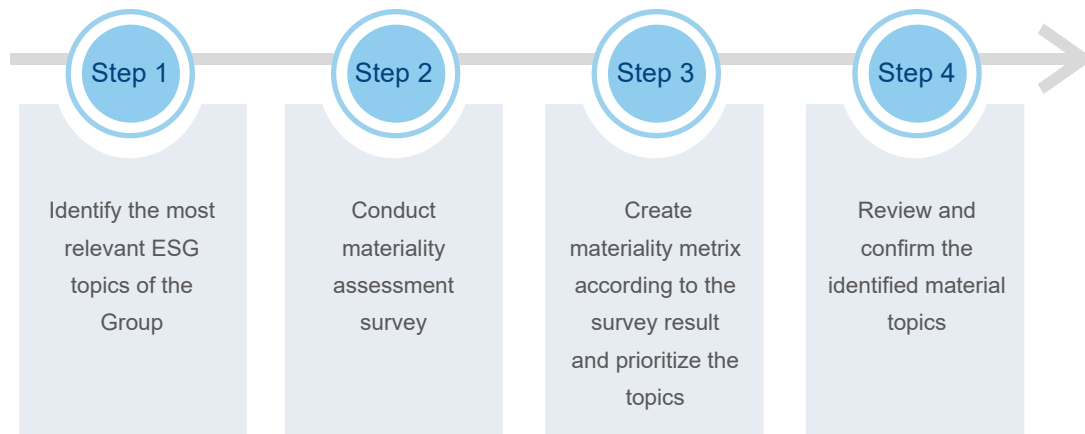 Step 1
Identify the most
relevant ESG
topics of the
Group
Step 2
Conduct
materiality
assessment
survey
Step 3
Create
materiality metrix
according to the
survey result
and prioritize the
topics
Step 4
Review and
confirm the
identified material
topics